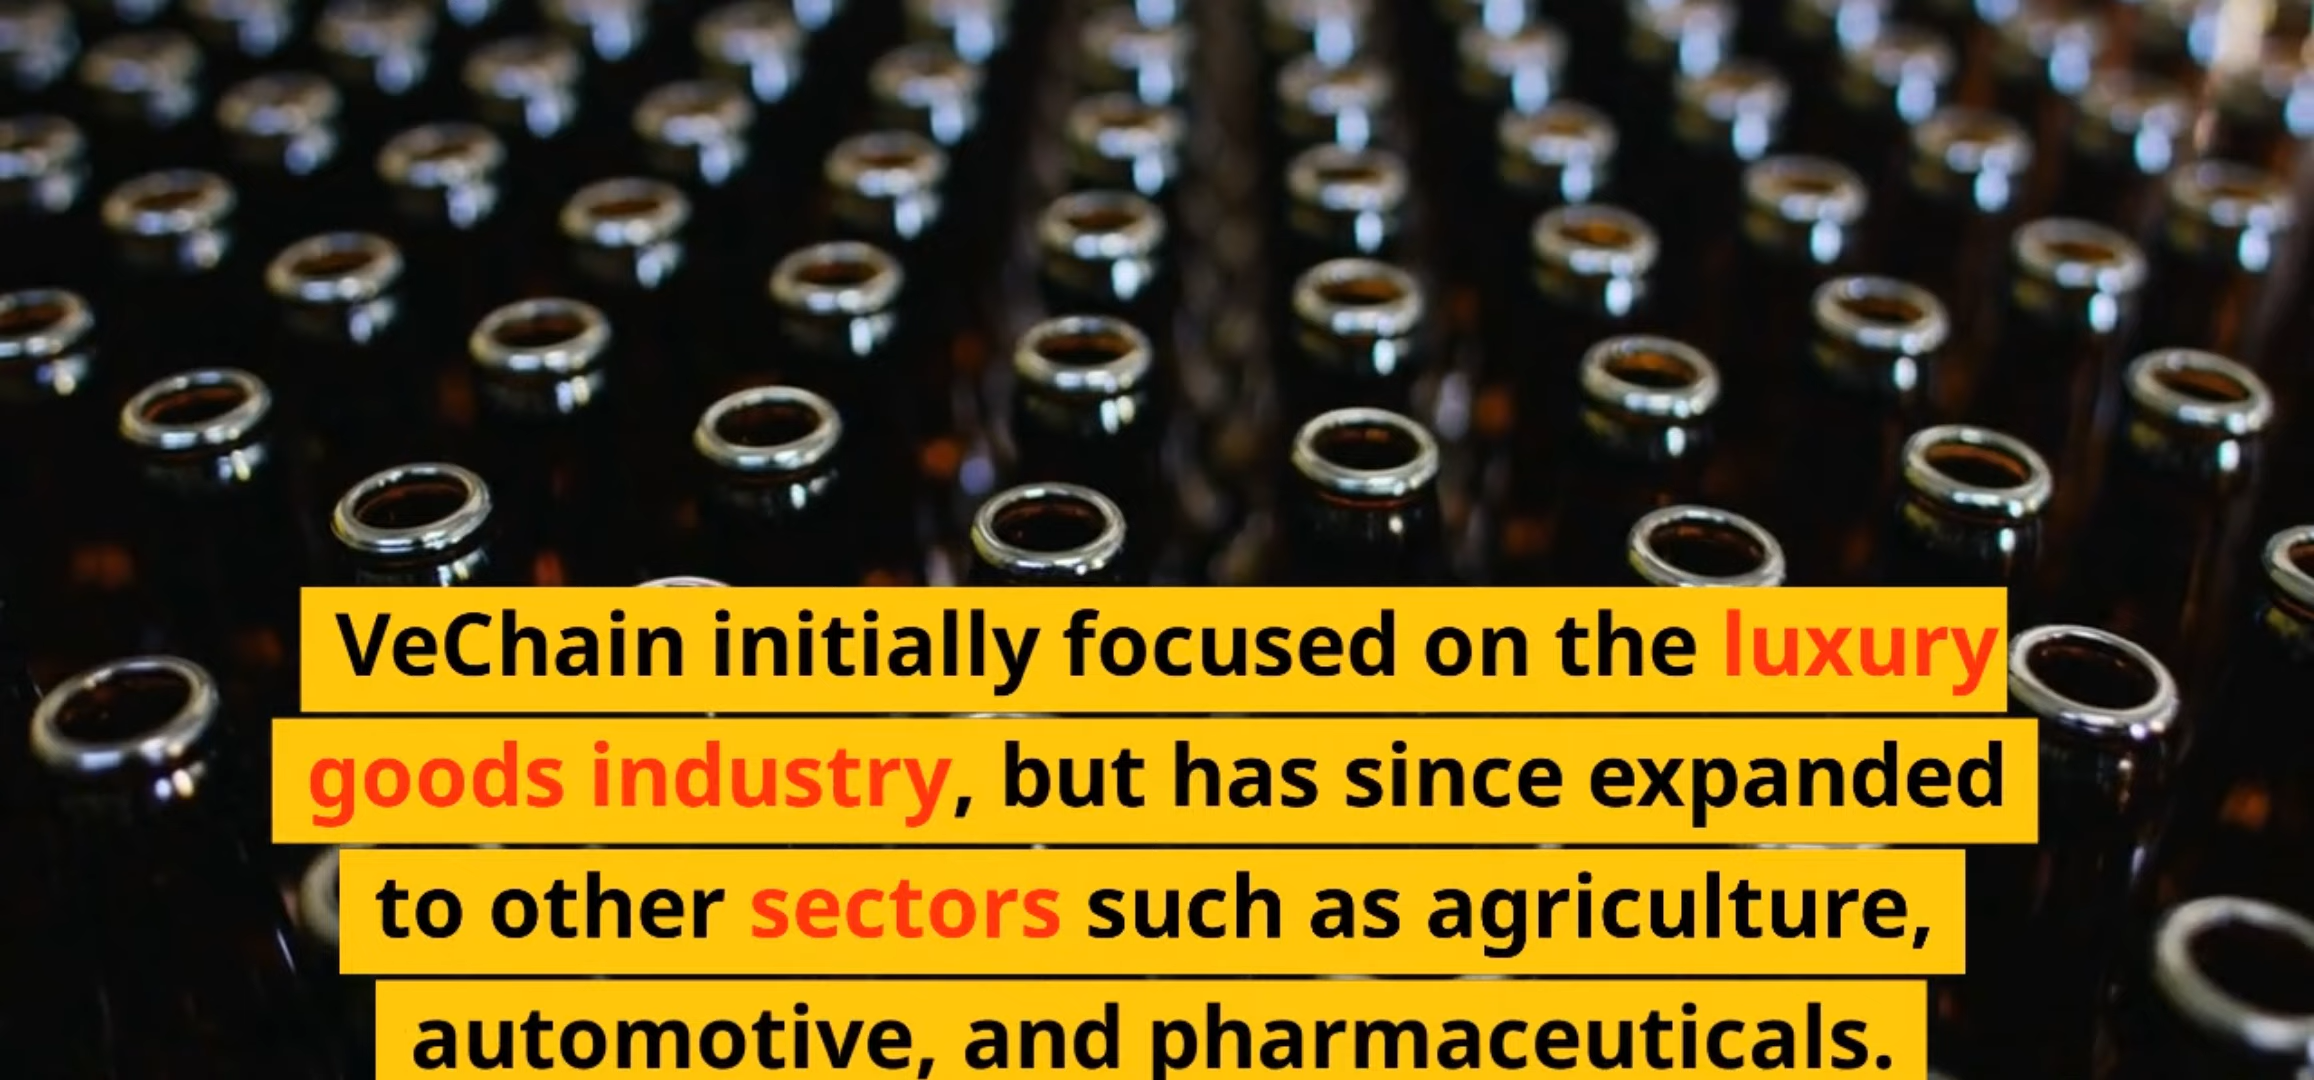 VeChain initially focused on the luxury
goods industry, but has since expanded
to other sectors such as agriculture,
automotive, and pharmaceuticals.